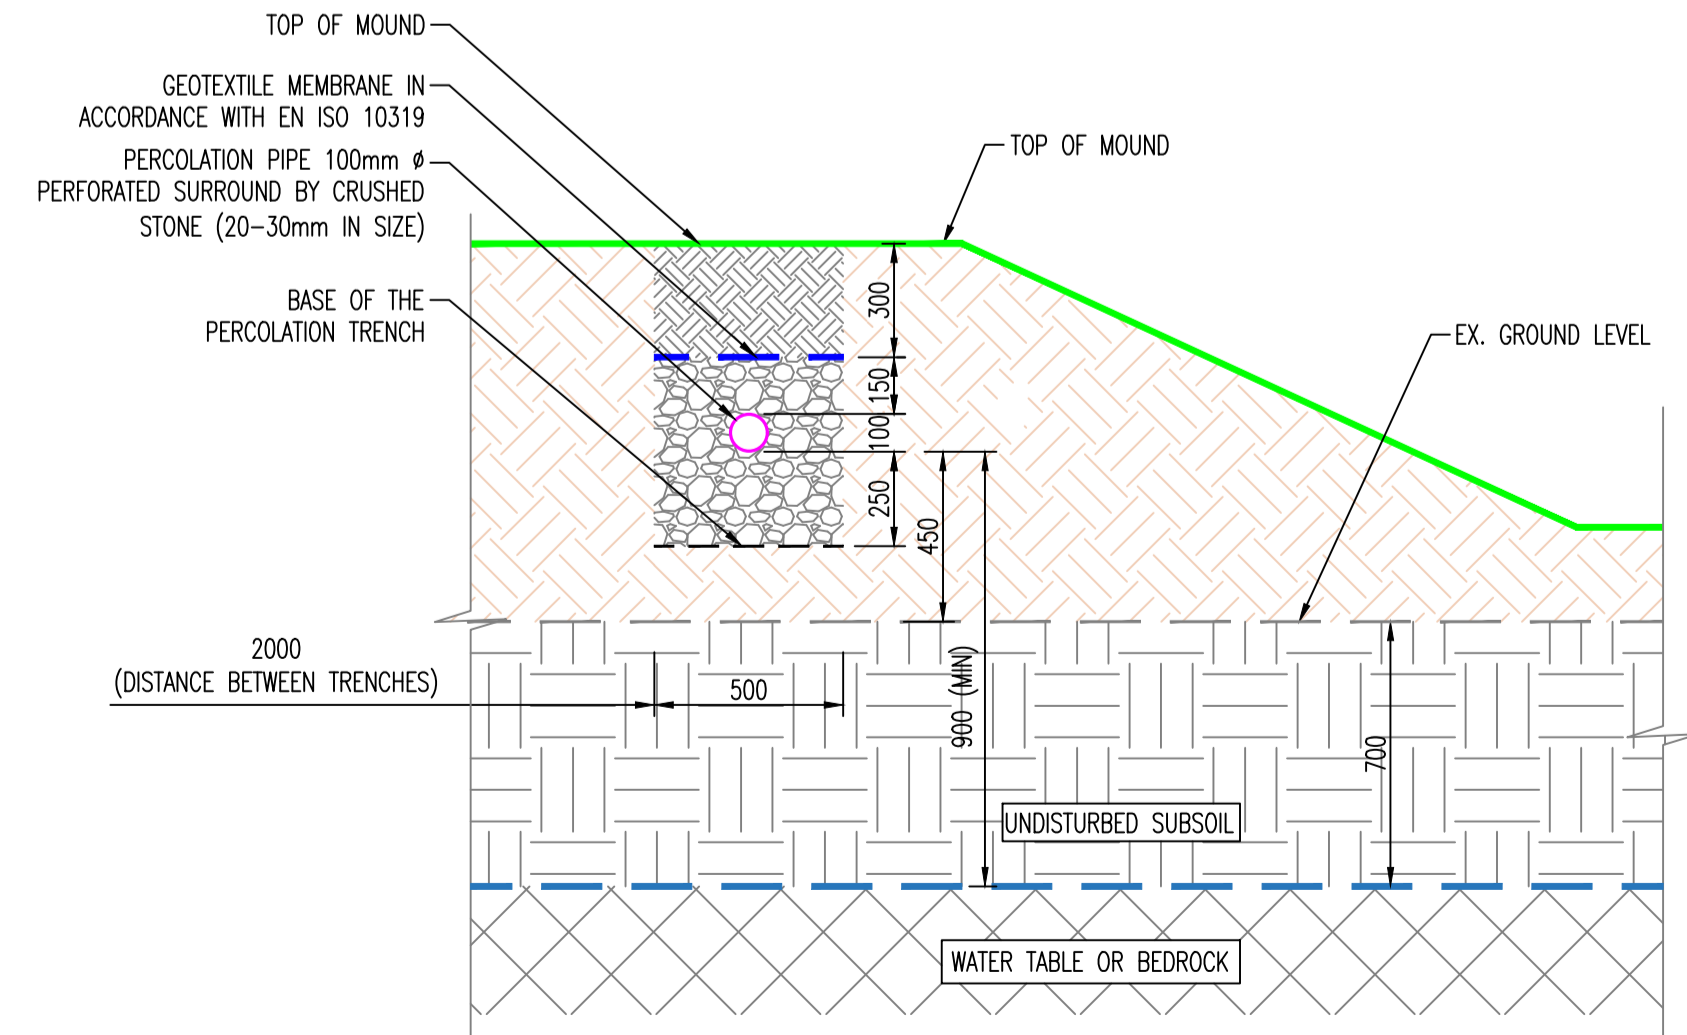 TOP OF MOUND
GEOTEXTILE MEMBRANE IN
ACCORDANCE WITH EN ISO 10319
PERCOLATION PIPE 100mm ø
PERFORATED SURROUND BY CRUSHED
STONE (20-30mm IN SIZE)
BASE OF THE
PERCOLATION TRENCH
TOP OF MOUND
EX. GROUND LEVEL
300
150
100
250
450
900 (MIN)
700
2000
(DISTANCE BETWEEN TRENCHES)
500
UNDISTURBED SUBSOIL
WATER TABLE OR BEDROCK